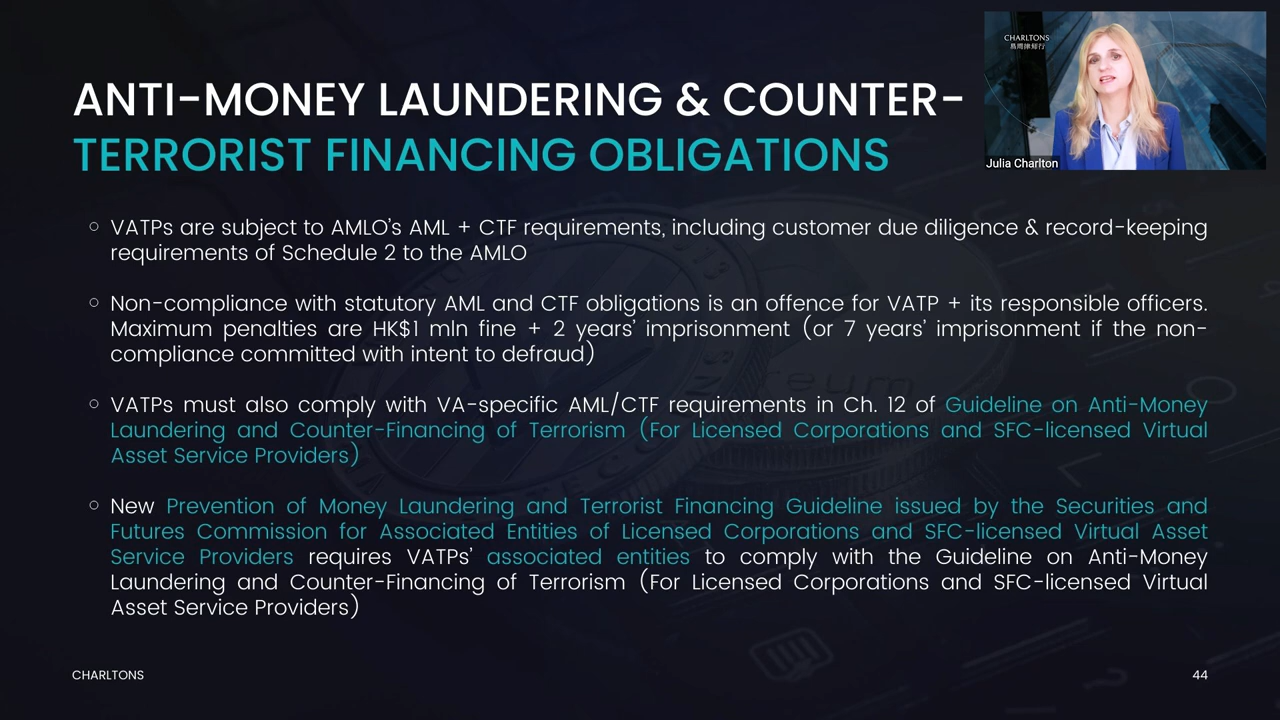 CHARLTONS
易周律师行
Julia Charlton
ANTI-MONEY LAUNDERING & COUNTER-
TERRORIST FINANCING OBLIGATIONS
○ VATPs are subject to AMLO's AML + CTF requirements, including customer due diligence & record-keeping
requirements of Schedule 2 to the AMLO
○ Non-compliance with statutory AML and CTF obligations is an offence for VATP + its responsible officers.
Maximum penalties are HK$1 mln fine + 2 years' imprisonment (or 7 years' imprisonment if the non-
compliance committed with intent to defraud)
○ VATPs must also comply with VA-specific AML/CTF requirements in Ch. 12 of Guideline on Anti-Money
Laundering and Counter-Financing of Terrorism (For Licensed Corporations and SFC-licensed Virtual
Asset Service Providers)
○ New Prevention of Money Laundering and Terrorist Financing Guideline issued by the Securities and
Futures Commission for Associated Entities of Licensed Corporations and SFC-licensed Virtual Asset
Service Providers requires VATPs' associated entities to comply with the Guideline on Anti-Money
Laundering and Counter-Financing of Terrorism (For Licensed Corporations and SFC-licensed Virtual
Asset Service Providers)
CHARLTONS
44